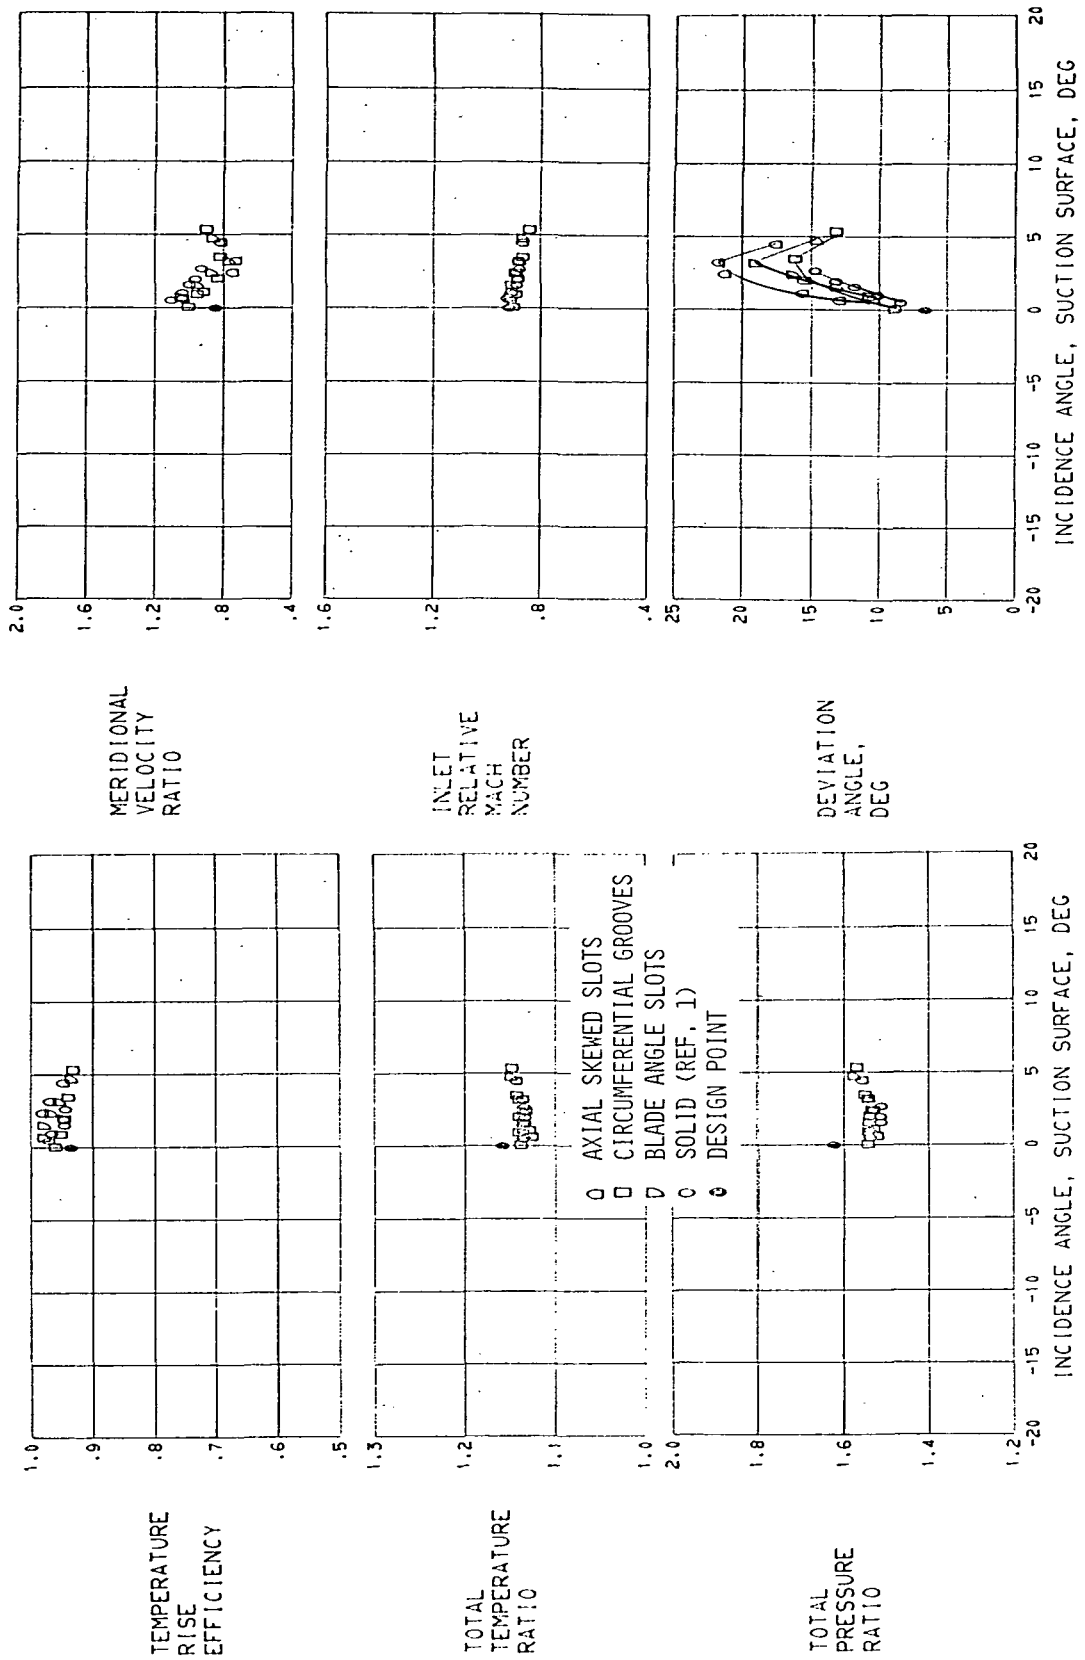 MERIDIONAL
VELOCITY
RATIO
2.0
1.6
1.2
.8
.4
INLET
RELATIVE
MACH
NUMBER
1.6
1.2
.8
.4
DEVIATION
ANGLE,
DEG
25
20
15
10
5
0
-20 -15 -10 -5 0 5 10 15 20
INCIDENCE ANGLE, SUCTION SURFACE, DEG
TEMPERATURE
RISE
EFFICIENCY
1.0
.9
.8
.7
.6
.5
TOTAL
TEMPERATURE
RATIO
1.3
1.2
1.1
1.0
AXIAL SKEWED SLOTS
CIRCUMFERENTIAL GROOVES
BLADE ANGLE SLOTS
SOLID (REF. 1)
DESIGN POINT
TOTAL
PRESSURE
RATIO
2.0
1.8
1.6
1.4
1.2
-20 -15 -10 -5 0 5 10 15 20
INCIDENCE ANGLE, SUCTION SURFACE, DEG